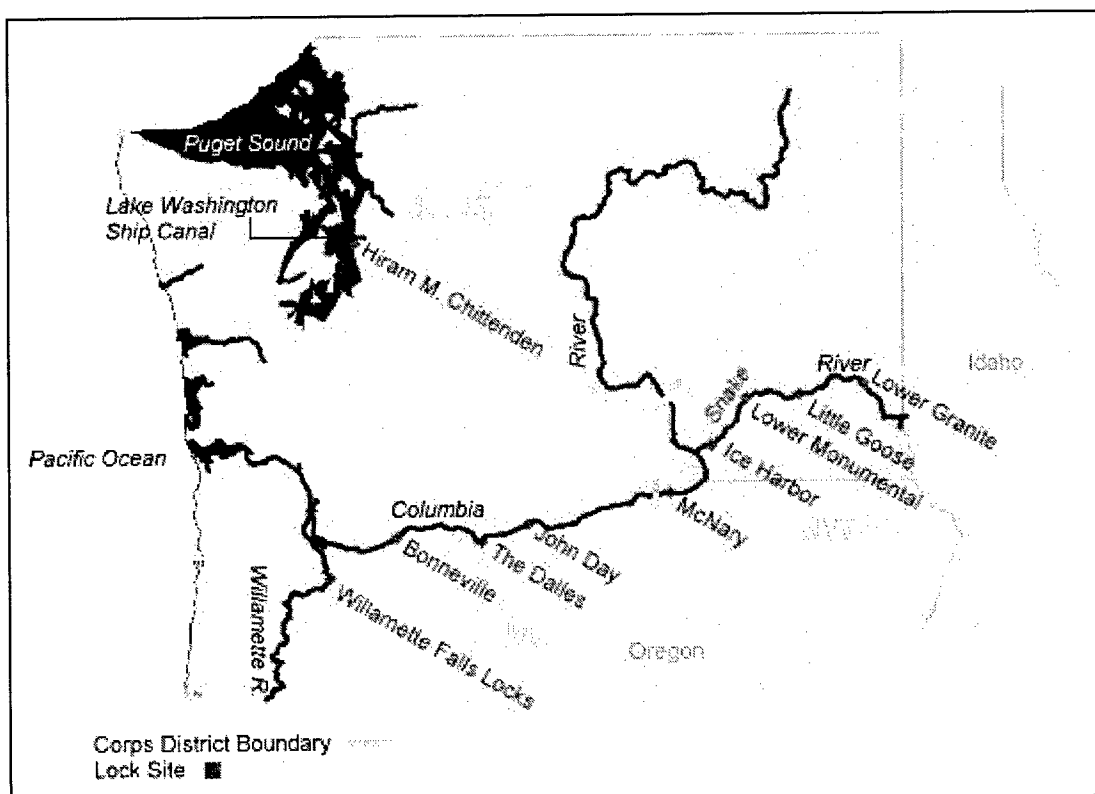 Puget Sound
Lake Washington
Ship Canal
Hiram M. Chittenden
River
Snake
River
Lower Granite
Idaho
Little Goose
Lower Monumental
Ice Harbor
McNary
Pacific Ocean
Columbia
John Day
The Dalles
Bonneville
Willamette Falls Locks
Willamette R.
Oregon
Corps District Boundary
Lock Site